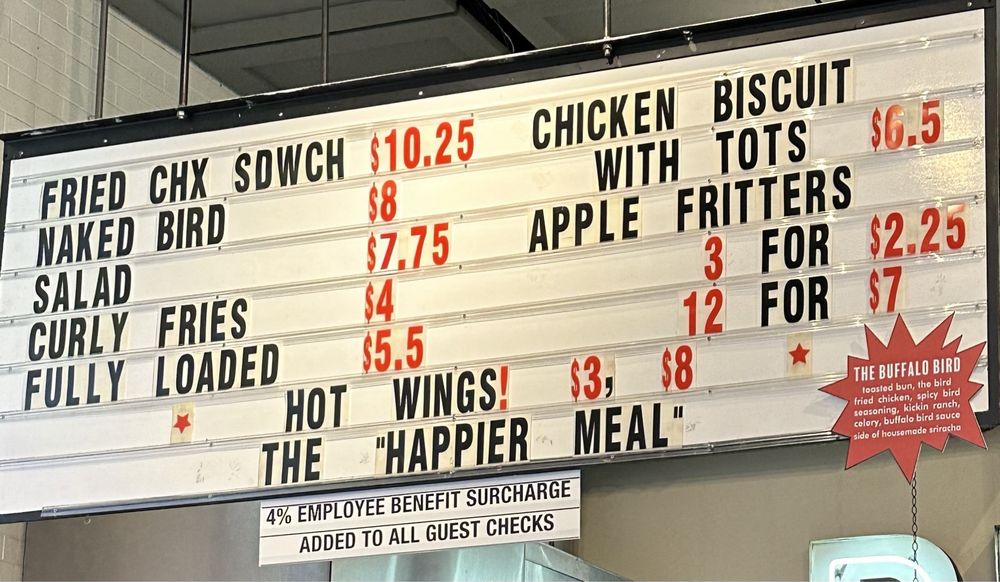 FRIED CHX SDWCH $10.25
NAKED BIRD $8
SALAD $7.75
CURLY FRIES $4
FULLY LOADED $5.5
CHICKEN BISCUIT
WITH TOTS $6.5
APPLE FRITTERS
3 FOR $2.25
12 FOR $7
HOT WINGS! $3, $8
THE "HAPPIER MEAL"
THE BUFFALO BIRD
toasted bun, the bird
fried chicken, spicy bird
seasoning, kickin ranch,
celery, buffalo bird sauce
side of housemade sriracha
4% EMPLOYEE BENEFIT SURCHARGE
ADDED TO ALL GUEST CHECKS